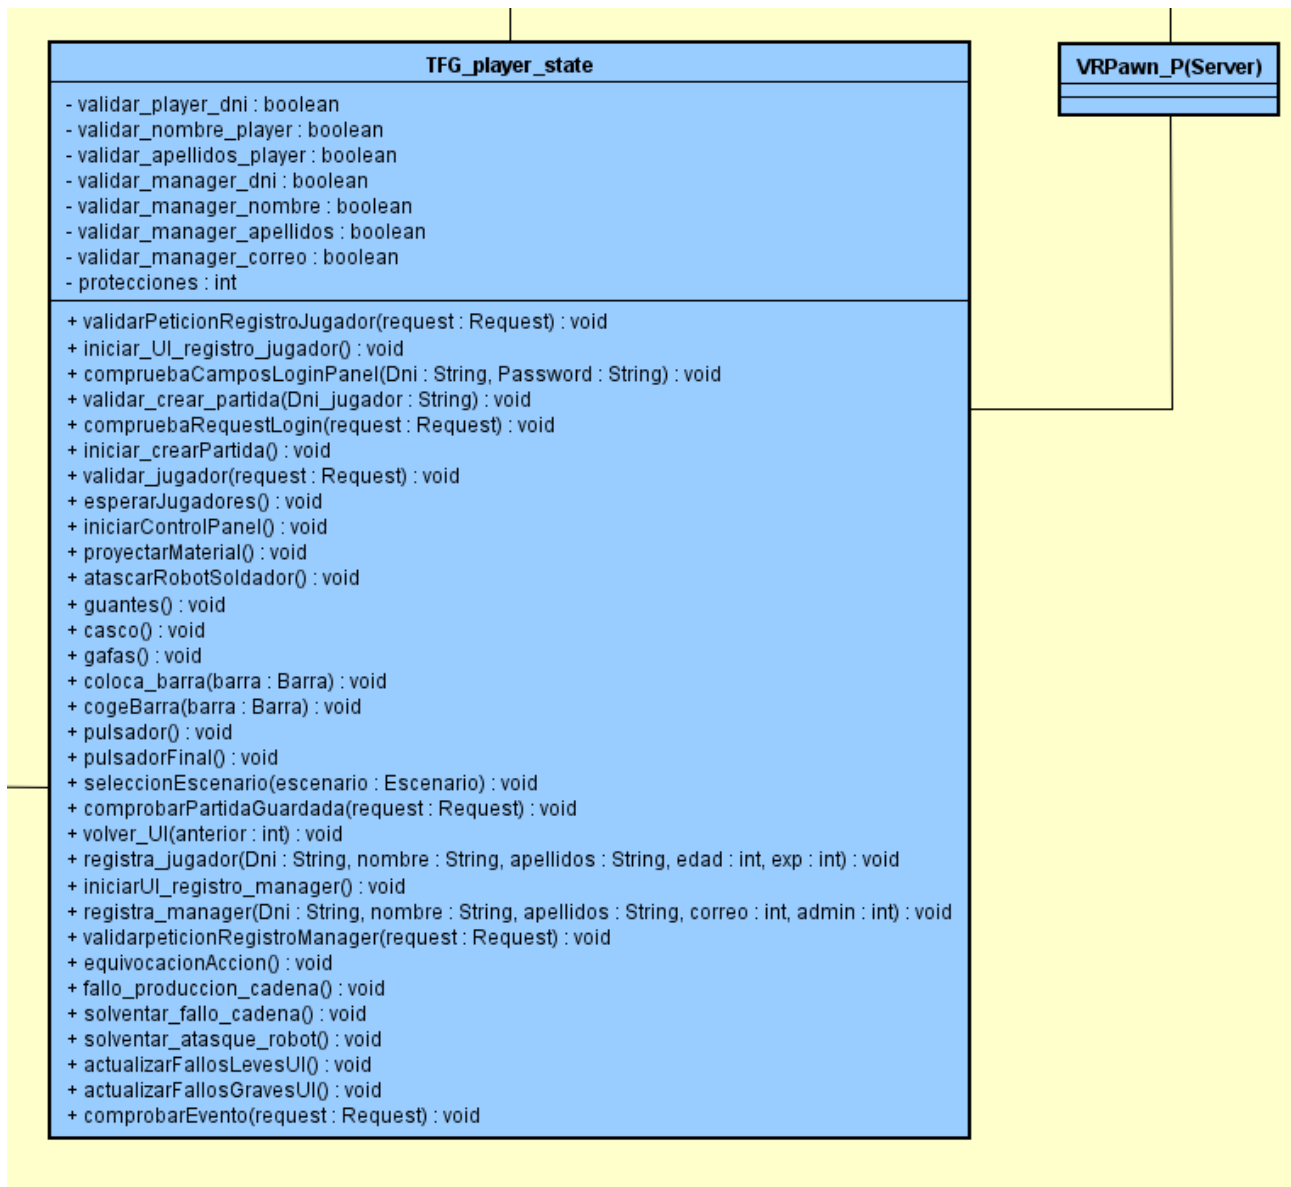 TFG_player_state
- validar_player_dni : boolean
- validar_nombre_player : boolean
- validar_apellidos_player : boolean
- validar_manager_dni : boolean
- validar_manager_nombre : boolean
- validar_manager_apellidos : boolean
- validar_manager_correo : boolean
- protecciones : int
+ validarPeticionRegistroJugador(request : Request) : void
+ iniciar_UI_registro_jugador() : void
+ compruebaCamposLoginPanel(Dni : String, Password : String) : void
+ validar_crear_partida(Dni_jugador : String) : void
+ compruebaRequestLogin(request : Request) : void
+ iniciar_crearPartida() : void
+ validar_jugador(request : Request) : void
+ esperarJugadores() : void
+ iniciarControlPanel() : void
+ proyectarMaterial() : void
+ atascarRobotSoldador() : void
+ guantes() : void
+ casco() : void
+ gafas() : void
+ coloca_barra(barra : Barra) : void
+ cogeBarra(barra : Barra) : void
+ pulsador() : void
+ pulsadorFinal() : void
+ seleccionEscenario(escenario : Escenario) : void
+ comprobarPartidaGuardada(request : Request) : void
+ volver_UI(anterior : int) : void
+ registra_jugador(Dni : String, nombre : String, apellidos : String, edad : int, exp : int) : void
+ iniciarUI_registro_manager() : void
+ registra_manager(Dni : String, nombre : String, apellidos : String, correo : int, admin : int) : void
+ validarpeticionRegistroManager(request : Request) : void
+ equivocacionAccion() : void
+ fallo_produccion_cadena() : void
+ solventar_fallo_cadena() : void
+ solventar_atasque_robot() : void
+ actualizarFallosLevesUI() : void
+ actualizarFallosGravesUI() : void
+ comprobarEvento(request : Request) : void
VRPawn_P(Server)